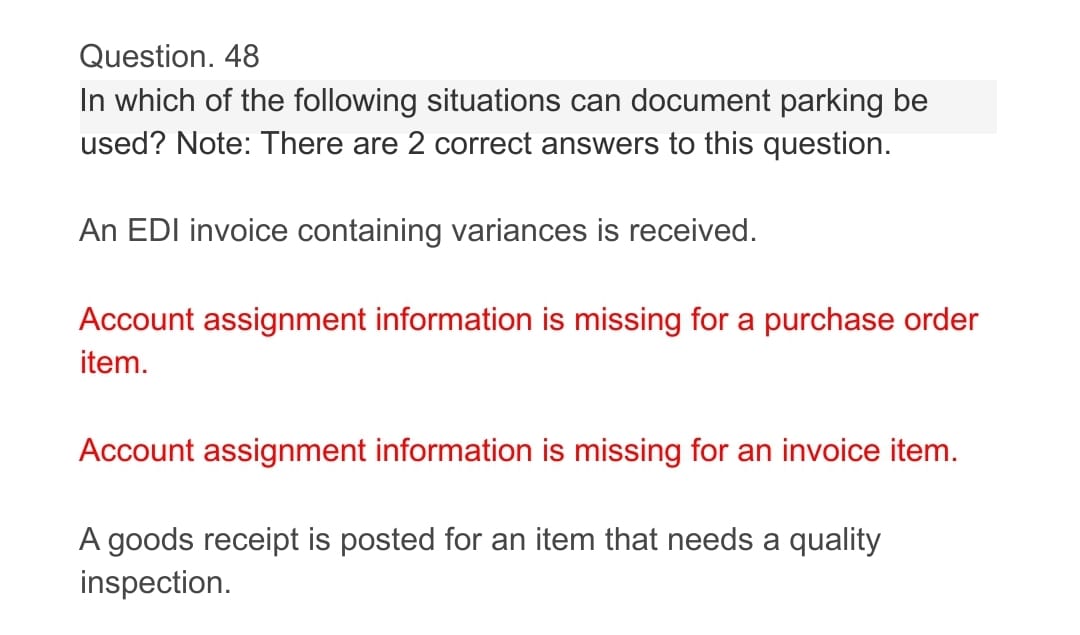 Question. 48
In which of the following situations can document parking be
used? Note: There are 2 correct answers to this question.
An EDI invoice containing variances is received.
Account assignment information is missing for a purchase order
item.
Account assignment information is missing for an invoice item.
A goods receipt is posted for an item that needs a quality
inspection.